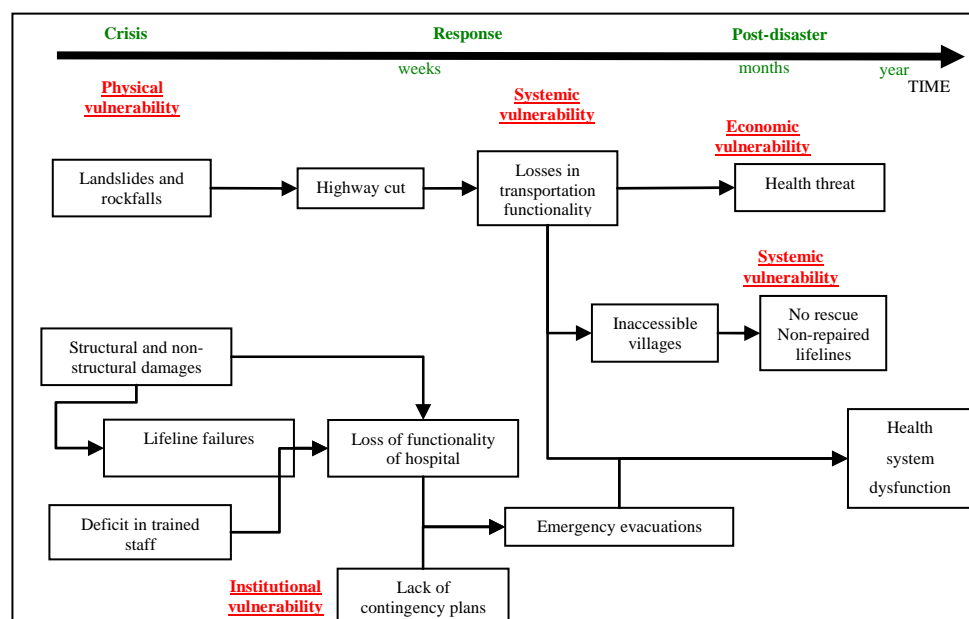 Crisis
Response
Post-disaster
weeks
months
year
TIME
Physical
vulnerability
Systemic
vulnerability
Economic
vulnerability
Landslides and
rockfalls
Highway cut
Losses in
transportation
functionality
Health threat
Systemic
vulnerability
Inaccessible
villages
No rescue
Non-repaired
lifelines
Structural and non-
structural damages
Lifeline failures
Loss of functionality
of hospital
Health
system
dysfunction
Deficit in trained
staff
Emergency evacuations
Institutional
vulnerability
Lack of
contingency plans